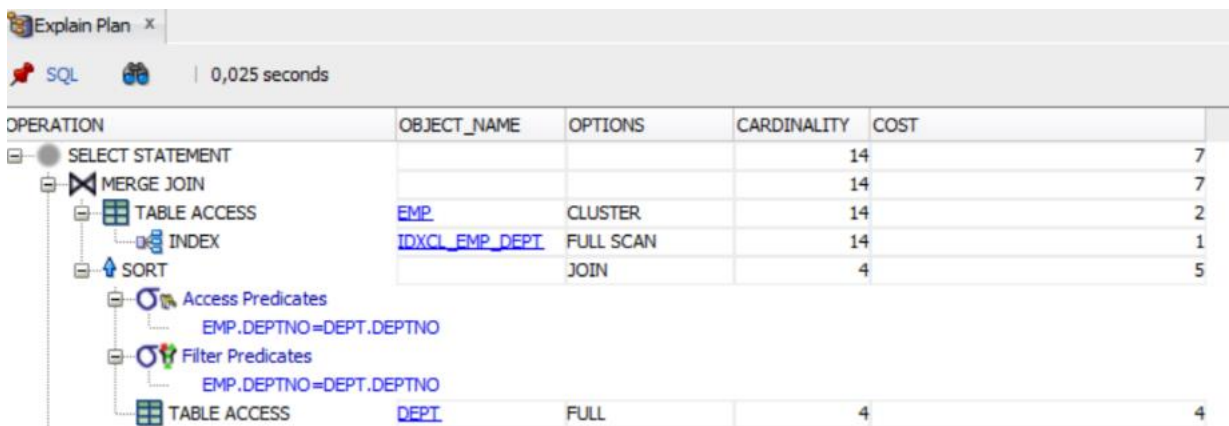 Explain Plan x
SQL 0,025 seconds
OPERATION OBJECT_NAME OPTIONS CARDINALITY COST
SELECT STATEMENT 14 7
MERGE JOIN 14 7
TABLE ACCESS EMP CLUSTER 14 2
INDEX IDXCL_EMP_DEPT FULL SCAN 14 1
SORT JOIN 4 5
Access Predicates
EMP.DEPTNO=DEPT.DEPTNO
Filter Predicates
EMP.DEPTNO=DEPT.DEPTNO
TABLE ACCESS DEPT FULL 4 4